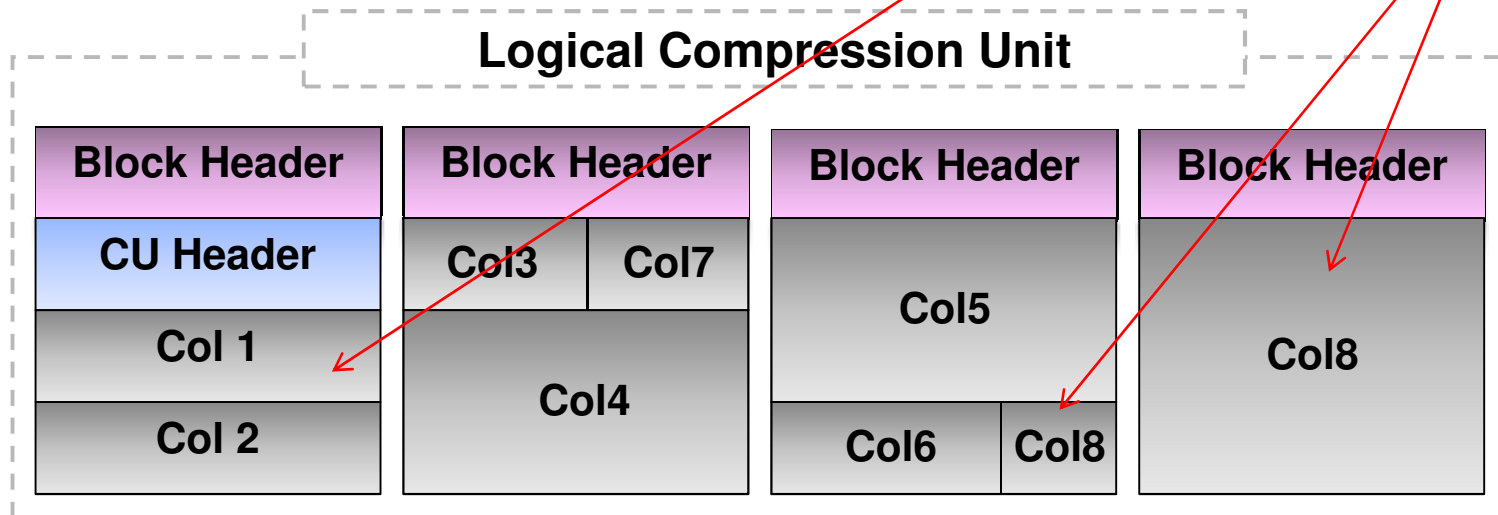 Logical Compression Unit
Block Header
CU Header
Col 1
Col 2
Block Header
Col3 Col7
Col4
Block Header
Col5
Col6 Col8
Block Header
Col8